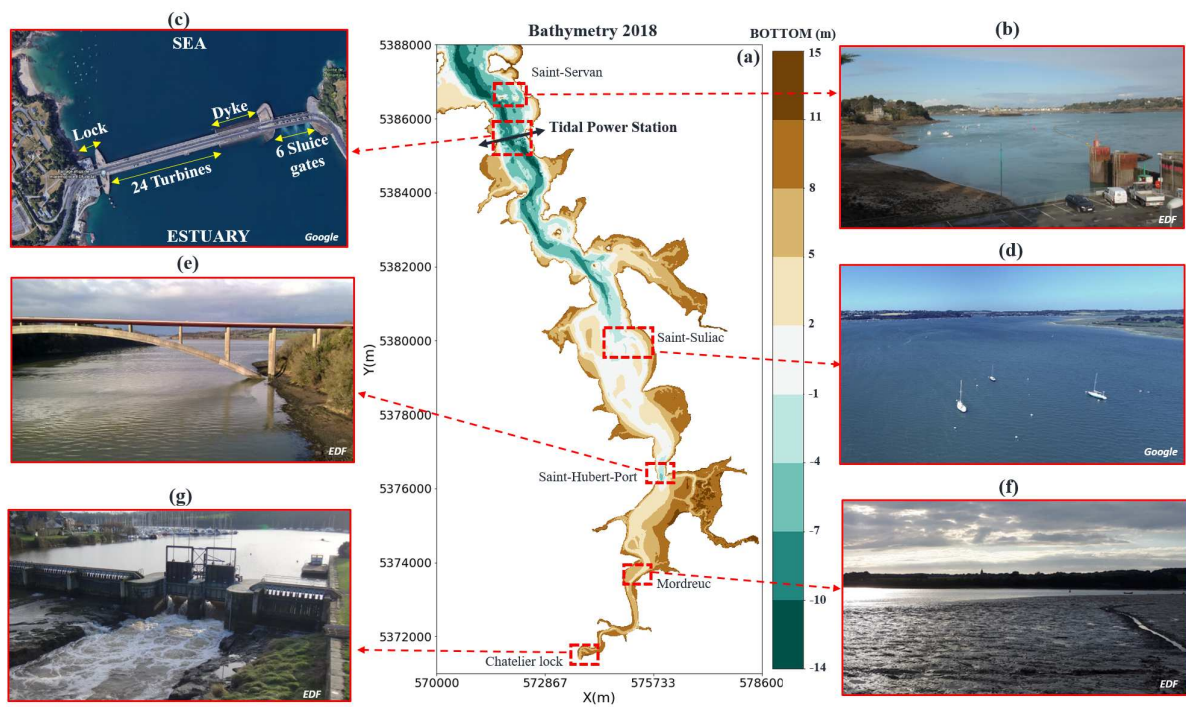 (c)
SEA
Lock
Dyke
24 Turbines
6 Sluice
gates
ESTUARY
Google
(e)
EDF
(g)
EDF
Bathymetry 2018
(a)
BOTTOM (m)
5388000
5386000
5384000
5382000
5380000
5378000
5376000
5374000
5372000
Y(m)
570000
572867
575733
578600
X(m)
Saint-Servan
Tidal Power Station
Saint-Suliac
Saint-Hubert-Port
Mordreuc
Chatelier lock
15
11
8
5
2
-1
-4
-7
-10
-14
(b)
EDF
(d)
Google
(f)
EDF